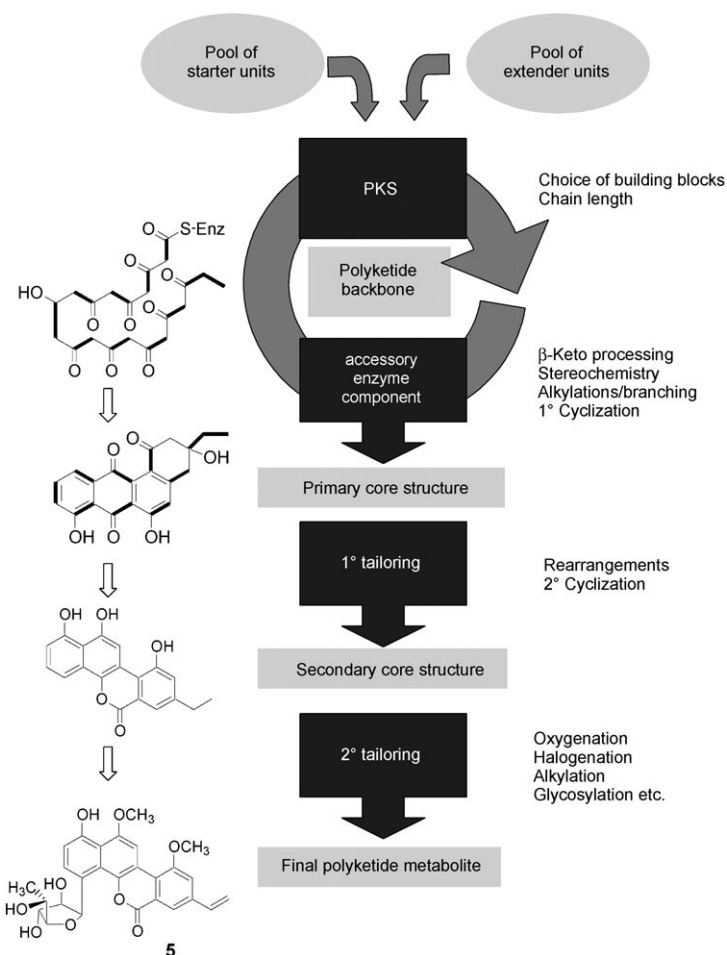 Pool of
starter units
Pool of
extender units
PKS
Choice of building blocks
Chain length
Polyketide
backbone
accessory
enzyme
component
β-Keto processing
Stereochemistry
Alkylations/branching
1° Cyclization
Primary core structure
1° tailoring
Rearrangements
2° Cyclization
Secondary core structure
2° tailoring
Oxygenation
Halogenation
Alkylation
Glycosylation etc.
Final polyketide metabolite
O S-Enz
O
O
HO
O O O
O
O O O O
O
O OH
O
OH O OH
OH OH
OH
O
O
OH OCH₃
OCH₃
H₃C OH
HO
HO O
O
O
5